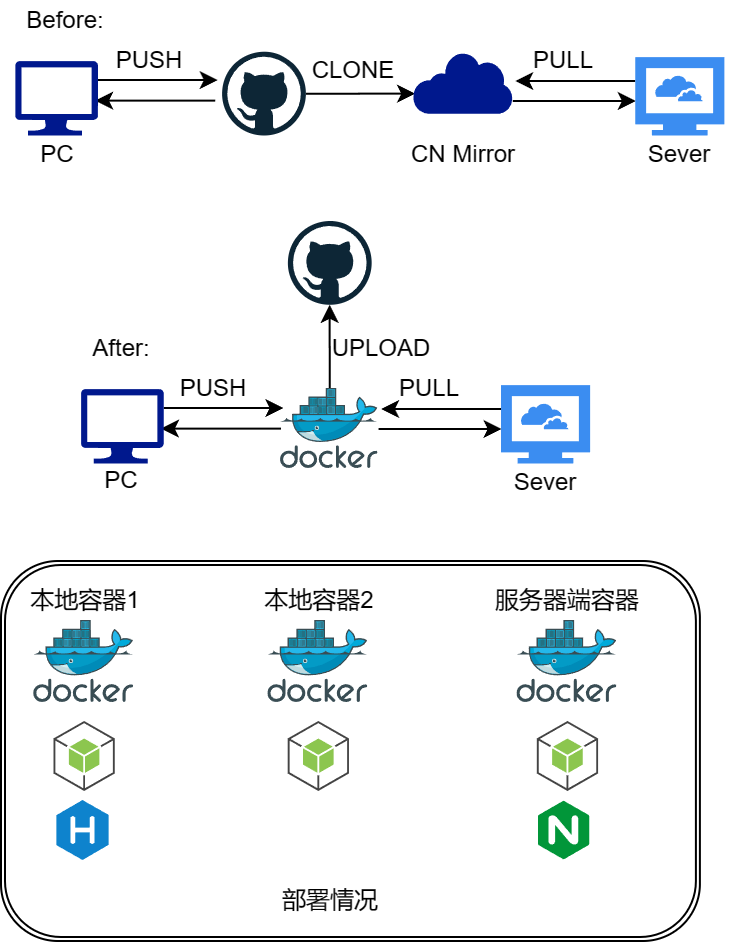 Before:
PUSH
CLONE
PULL
PC
CN Mirror
Sever
After:
UPLOAD
PUSH
PULL
docker
PC
Sever
本地容器1
本地容器2
服务器端容器
docker
docker
docker
H
N
部署情况